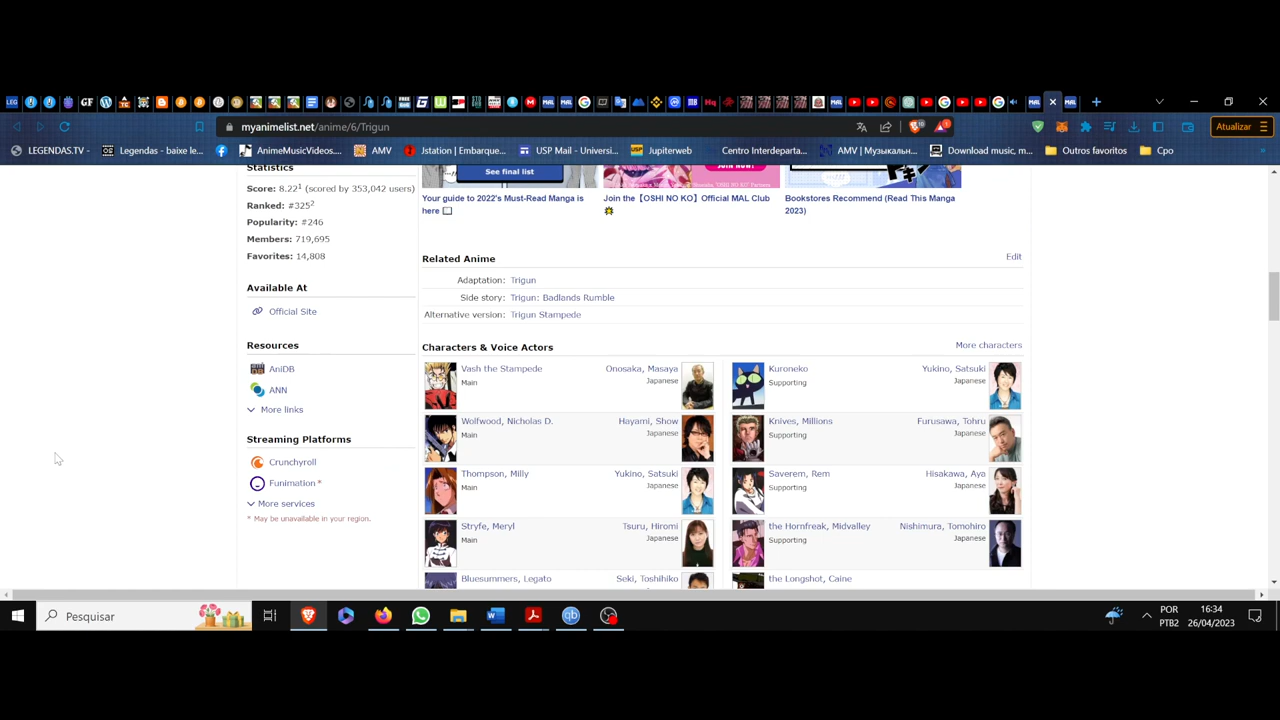 myanimelist.net/anime/6/Trigun
Atualizar
LEGENDAS.TV -
Legendas - baixe le...
AnimeMusicVideos....
AMV
Jstation | Embarque...
USP Mail - Universi...
Jupiterweb
Centro Interdeparta...
AMV | Музыкальн...
Download music, m...
Outros favoritos
Cpo
Statistics
Score: 8.22¹ (scored by 353,042 users)
Ranked: #325²
Popularity: #246
Members: 719,695
Favorites: 14,808
Available At
Official Site
Resources
AniDB
ANN
More links
Streaming Platforms
Crunchyroll
Funimation *
More services
* May be unavailable in your region.
See final list
JOIN NOW!
Your guide to 2022's Must-Read Manga is
here
Join the【OSHI NO KO】Official MAL Club
Bookstores Recommend (Read This Manga
2023)
Related Anime
Edit
Adaptation: Trigun
Side story: Trigun: Badlands Rumble
Alternative version: Trigun Stampede
Characters & Voice Actors
More characters
Vash the Stampede Onosaka, Masaya
Main Japanese
Kuroneko Yukino, Satsuki
Supporting Japanese
Wolfwood, Nicholas D. Hayami, Show
Main Japanese
Knives, Millions Furusawa, Tohru
Supporting Japanese
Thompson, Milly Yukino, Satsuki
Main Japanese
Saverem, Rem Hisakawa, Aya
Supporting Japanese
Stryfe, Meryl Tsuru, Hiromi
Main Japanese
the Hornfreak, Midvalley Nishimura, Tomohiro
Supporting Japanese
Bluesummers, Legato Seki, Toshihiko
the Longshot, Caine
Pesquisar
POR
PTB2
16:34
26/04/2023